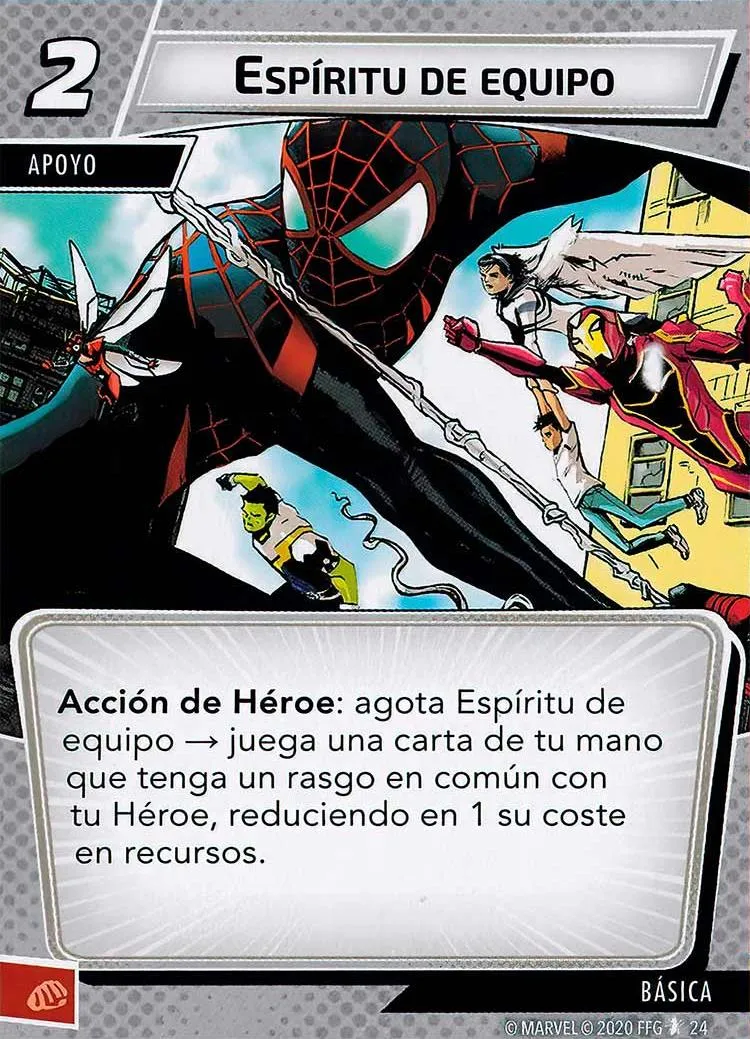 2
ESPÍRITU DE EQUIPO
APOYO
Acción de Héroe: agota Espíritu de
equipo → juega una carta de tu mano
que tenga un rasgo en común con
tu Héroe, reduciendo en 1 su coste
en recursos.
BÁSICA
© MARVEL © 2020 FFG 24